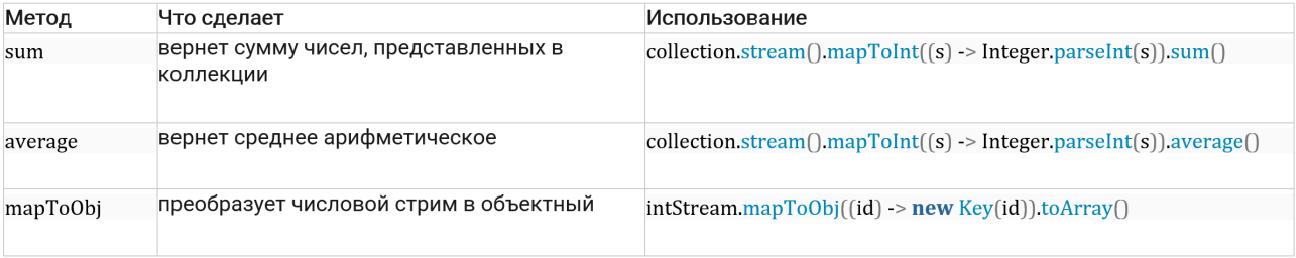 Метод Что сделает Использование
sum вернет сумму чисел, представленных в collection.stream().mapToInt((s) -> Integer.parseInt(s)).sum()
коллекции
average вернет среднее арифметическое collection.stream().mapToInt((s) -> Integer.parseInt(s)).average()
mapToObj преобразует числовой стрим в объектный intStream.mapToObj((id) -> new Key(id)).toArray()